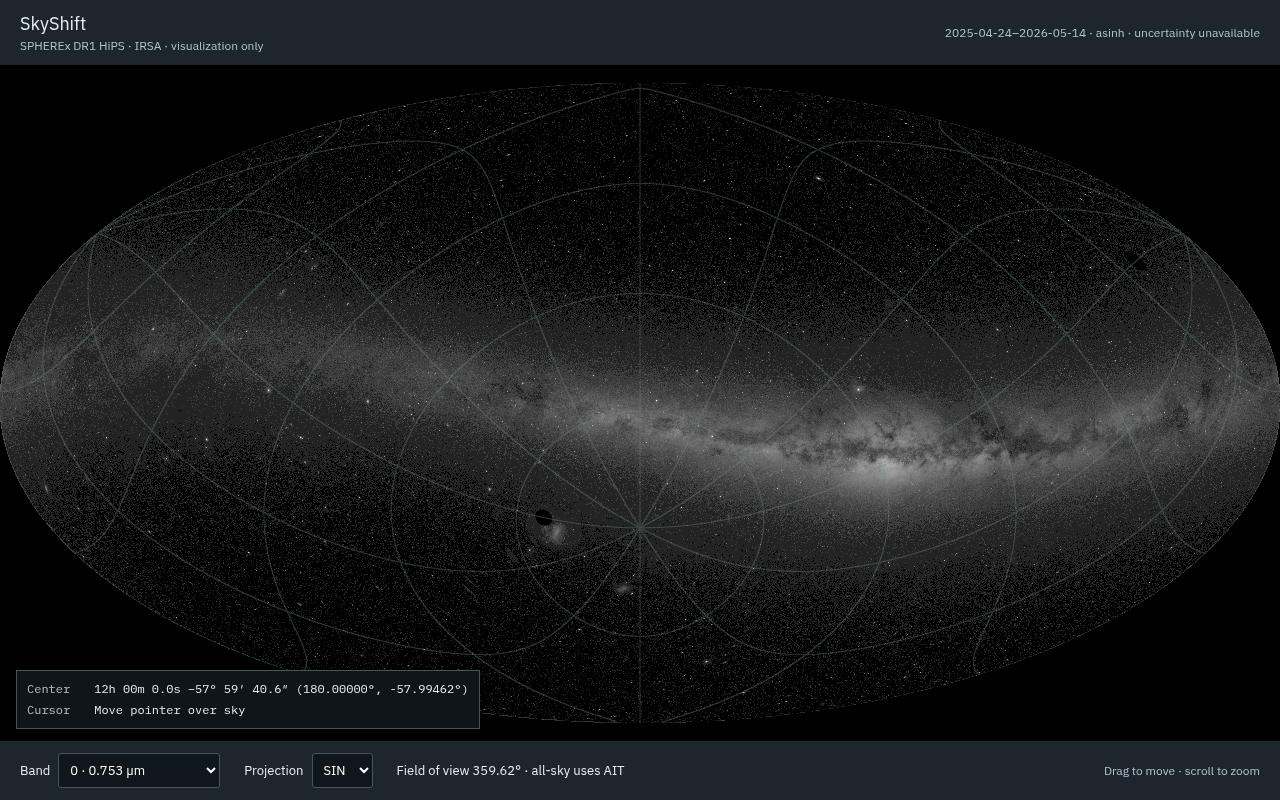 SkyShift
SPHEREx DR1 HiPS · IRSA · visualization only
2025-04-24–2026-05-14 · asinh · uncertainty unavailable
Center 12h 00m 0.0s −57° 59′ 40.6″ (180.00000°, -57.99462°)
Cursor Move pointer over sky
Band 0 · 0.753 µm Projection SIN Field of view 359.62° · all-sky uses AIT
Drag to move · scroll to zoom